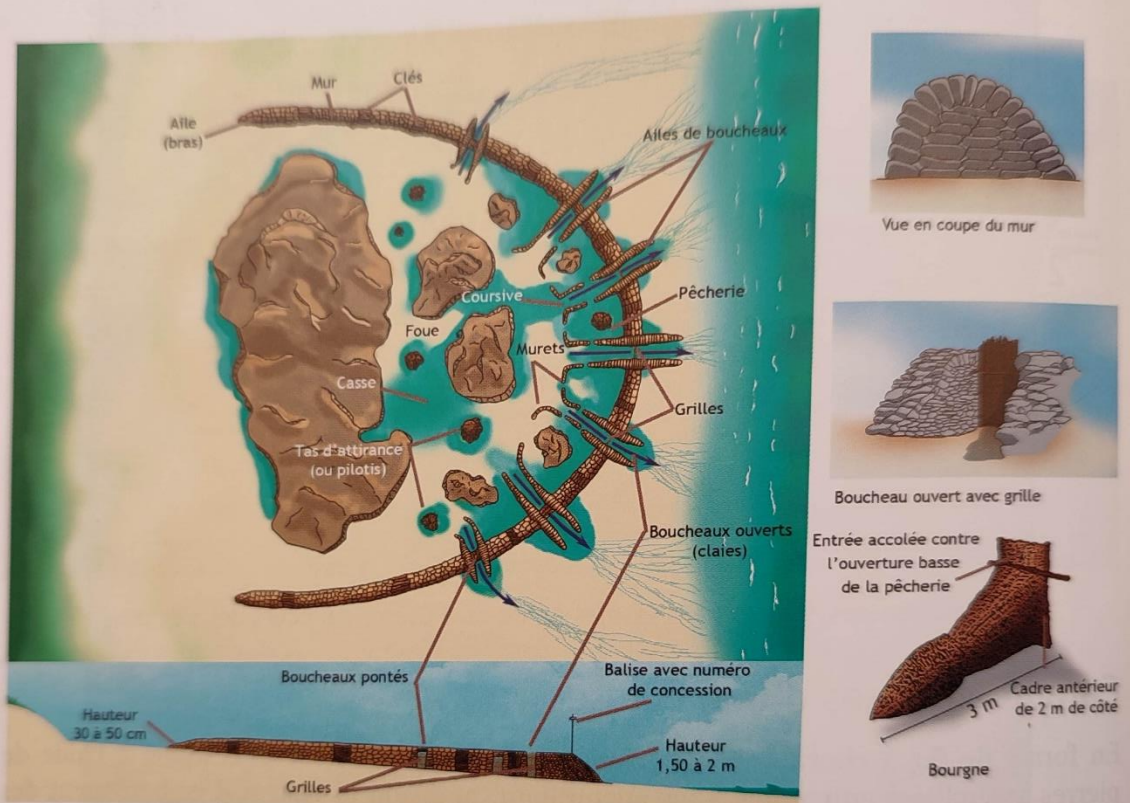 Mur
Clés
Aile
(bras)
Ailes de boucheaux
Coursive
Pêcherie
Foue
Murets
Casse
Grilles
Tas d'attirance
(ou pilotis)
Boucheaux ouverts
(claies)
Boucheaux pontés
Balise avec numéro
de concession
Hauteur
30 à 50 cm
Hauteur
1,50 à 2 m
Grilles
Vue en coupe du mur
Boucheau ouvert avec grille
Entrée accolée contre
l'ouverture basse
de la pêcherie
3 m
Cadre antérieur
de 2 m de côté
Bourgne